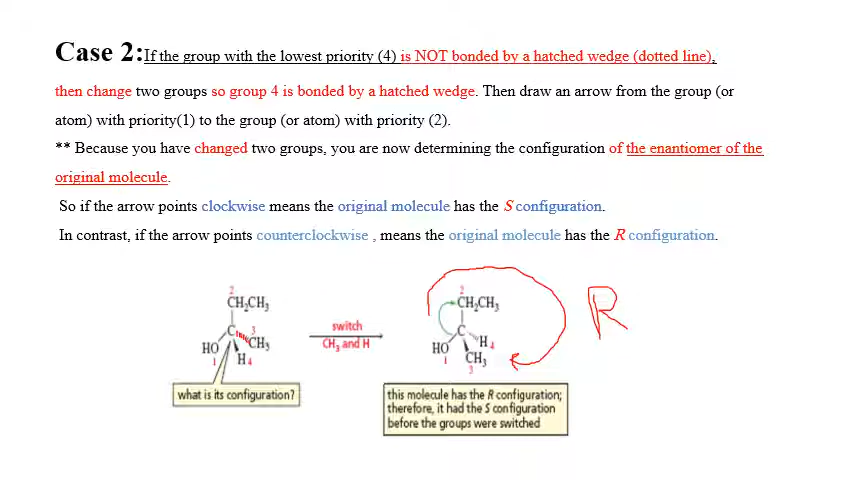 Case 2:If the group with the lowest priority (4) is NOT bonded by a hatched wedge (dotted line),
then change two groups so group 4 is bonded by a hatched wedge. Then draw an arrow from the group (or
atom) with priority(1) to the group (or atom) with priority (2).
** Because you have changed two groups, you are now determining the configuration of the enantiomer of the
original molecule.
So if the arrow points clockwise means the original molecule has the S configuration.
In contrast, if the arrow points counterclockwise , means the original molecule has the R configuration.
2
CH₂CH₃
C
3
CH₃
HO
1
H 4
what is its configuration?
switch
CH₃ and H
2
CH₂CH₃
C
H 4
HO
1
CH₃
3
R
this molecule has the R configuration;
therefore, it had the S configuration
before the groups were switched